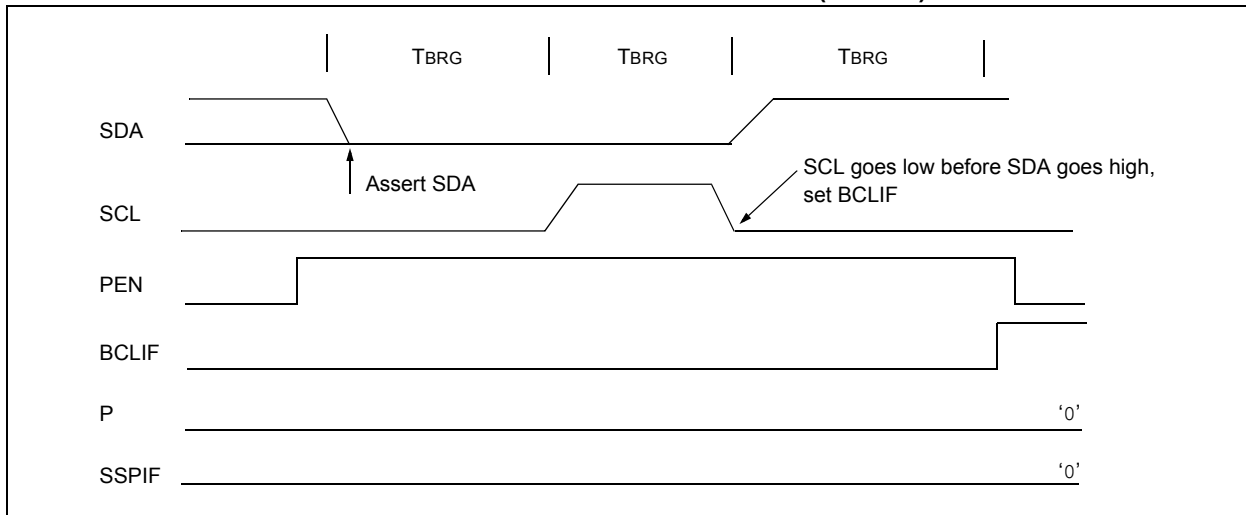 TBRG TBRG TBRG
SDA
Assert SDA
SCL goes low before SDA goes high,
set BCLIF
SCL
PEN
BCLIF
P '0'
SSPIF '0'